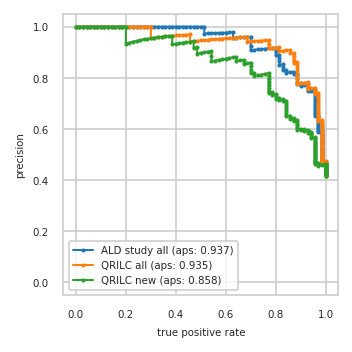 1.0
0.8
0.6
0.4
0.2
0.0
precision
ALD study all (aps: 0.937)
QRILC all (aps: 0.935)
QRILC new (aps: 0.858)
0.0 0.2 0.4 0.6 0.8 1.0
true positive rate